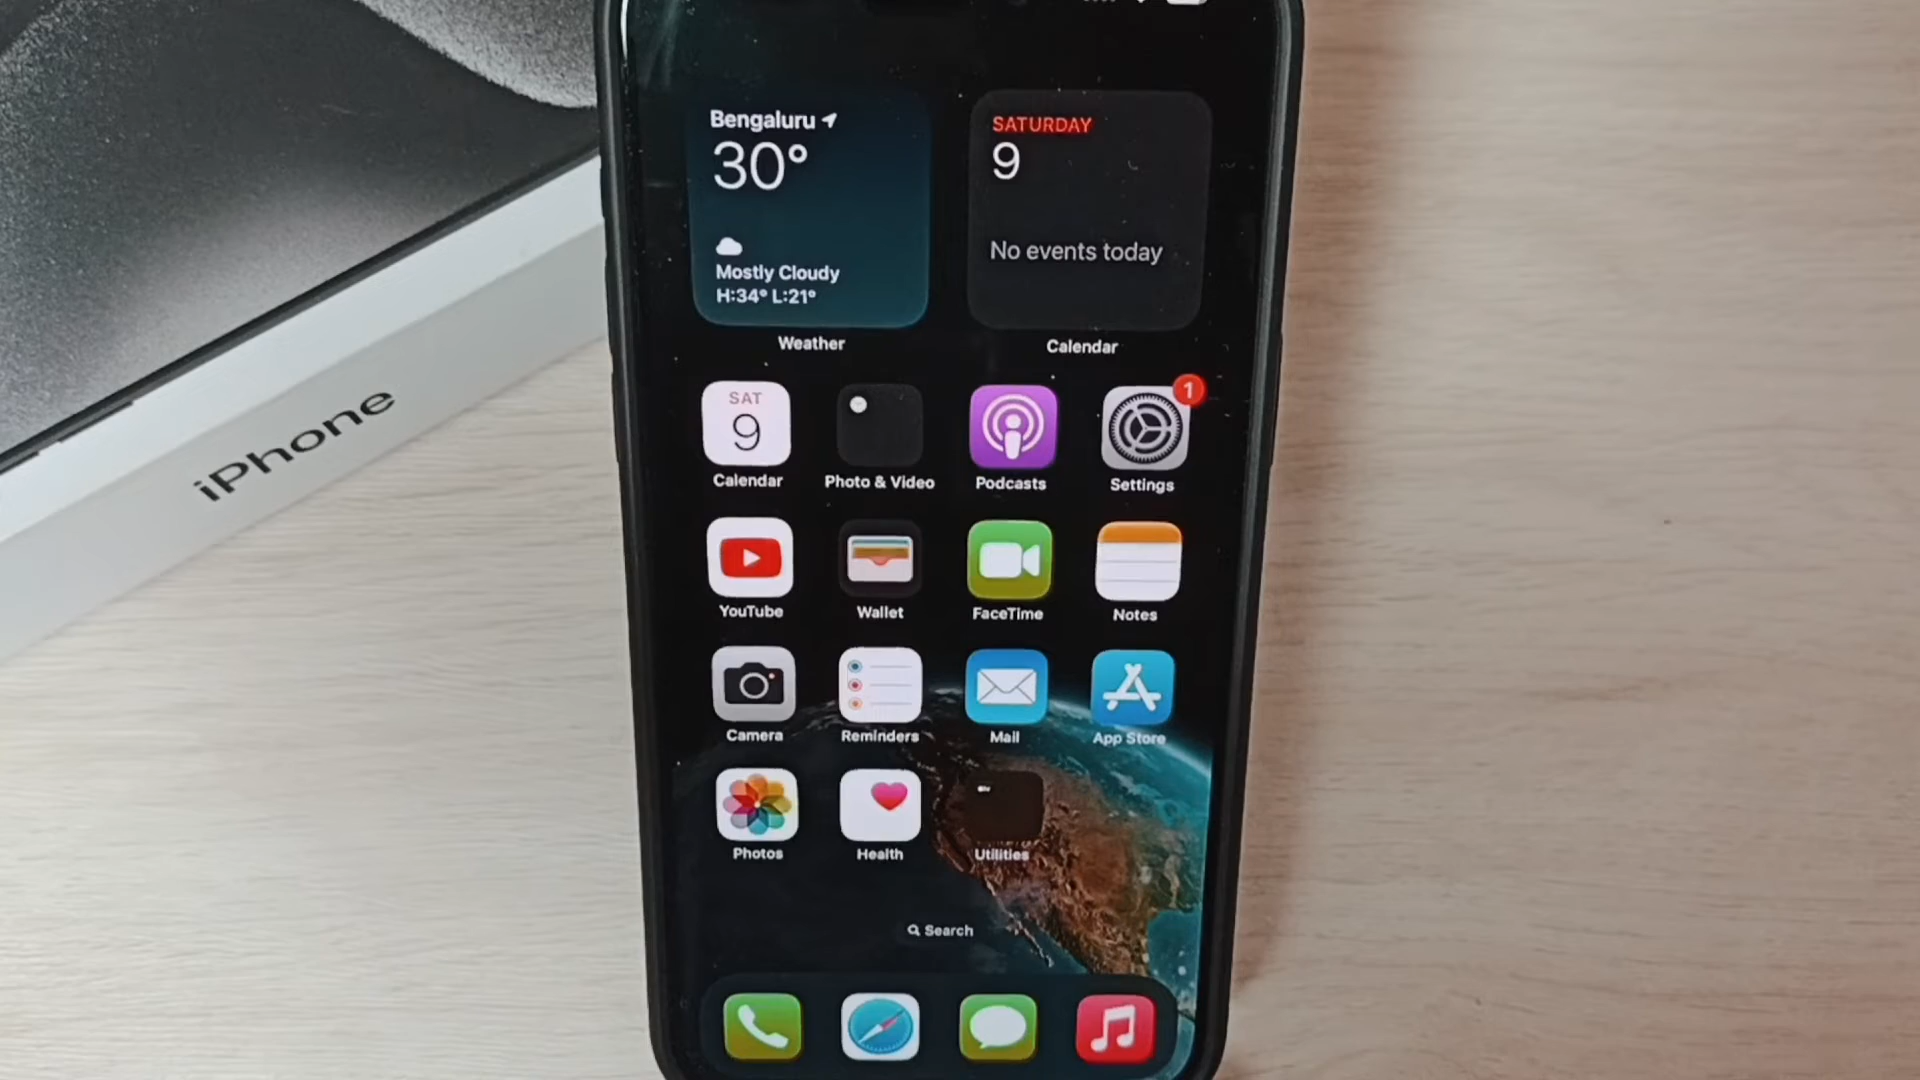 iPhone
Bengaluru
30°
Mostly Cloudy
H:34° L:21°
Weather
SATURDAY
9
No events today
Calendar
SAT
9
Calendar
Photo & Video
Podcasts
1
Settings
YouTube
Wallet
FaceTime
Notes
Camera
Reminders
Mail
App Store
Photos
Health
Utilities
Search